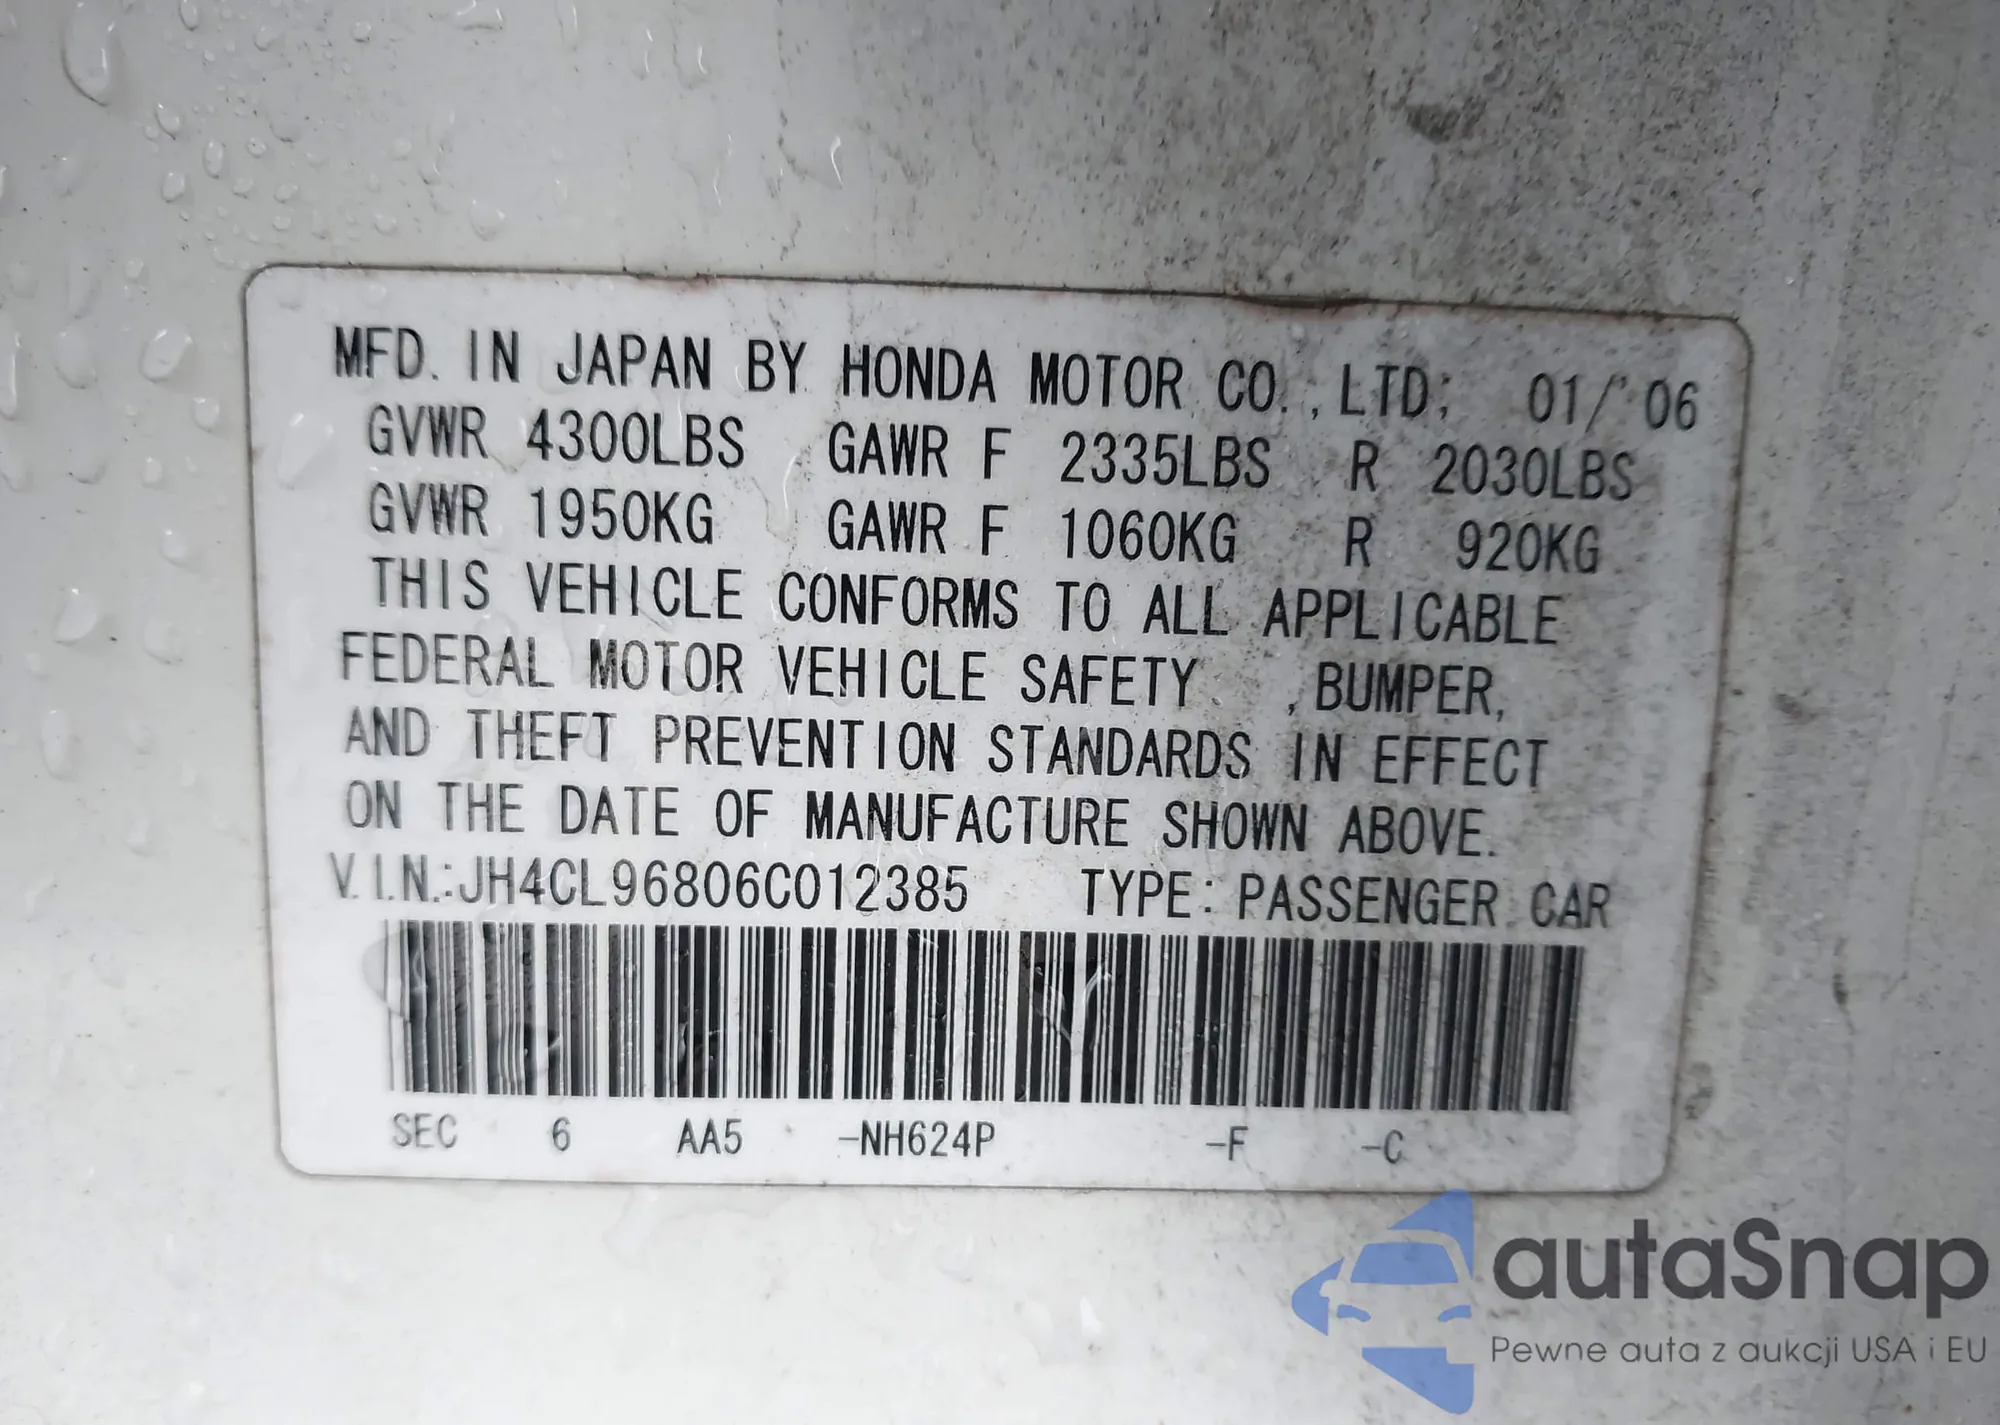 MFD. IN JAPAN BY HONDA MOTOR CO.,LTD; 01/'06
GVWR 4300LBS GAWR F 2335LBS R 2030LBS
GVWR 1950KG GAWR F 1060KG R 920KG
THIS VEHICLE CONFORMS TO ALL APPLICABLE
FEDERAL MOTOR VEHICLE SAFETY ,BUMPER,
AND THEFT PREVENTION STANDARDS IN EFFECT
ON THE DATE OF MANUFACTURE SHOWN ABOVE.
V.I.N.:JH4CL96806C012385 TYPE: PASSENGER CAR
SEC 6 AA5 -NH624P -F -C
autaSnap
Pewne auta z aukcji USA i EU